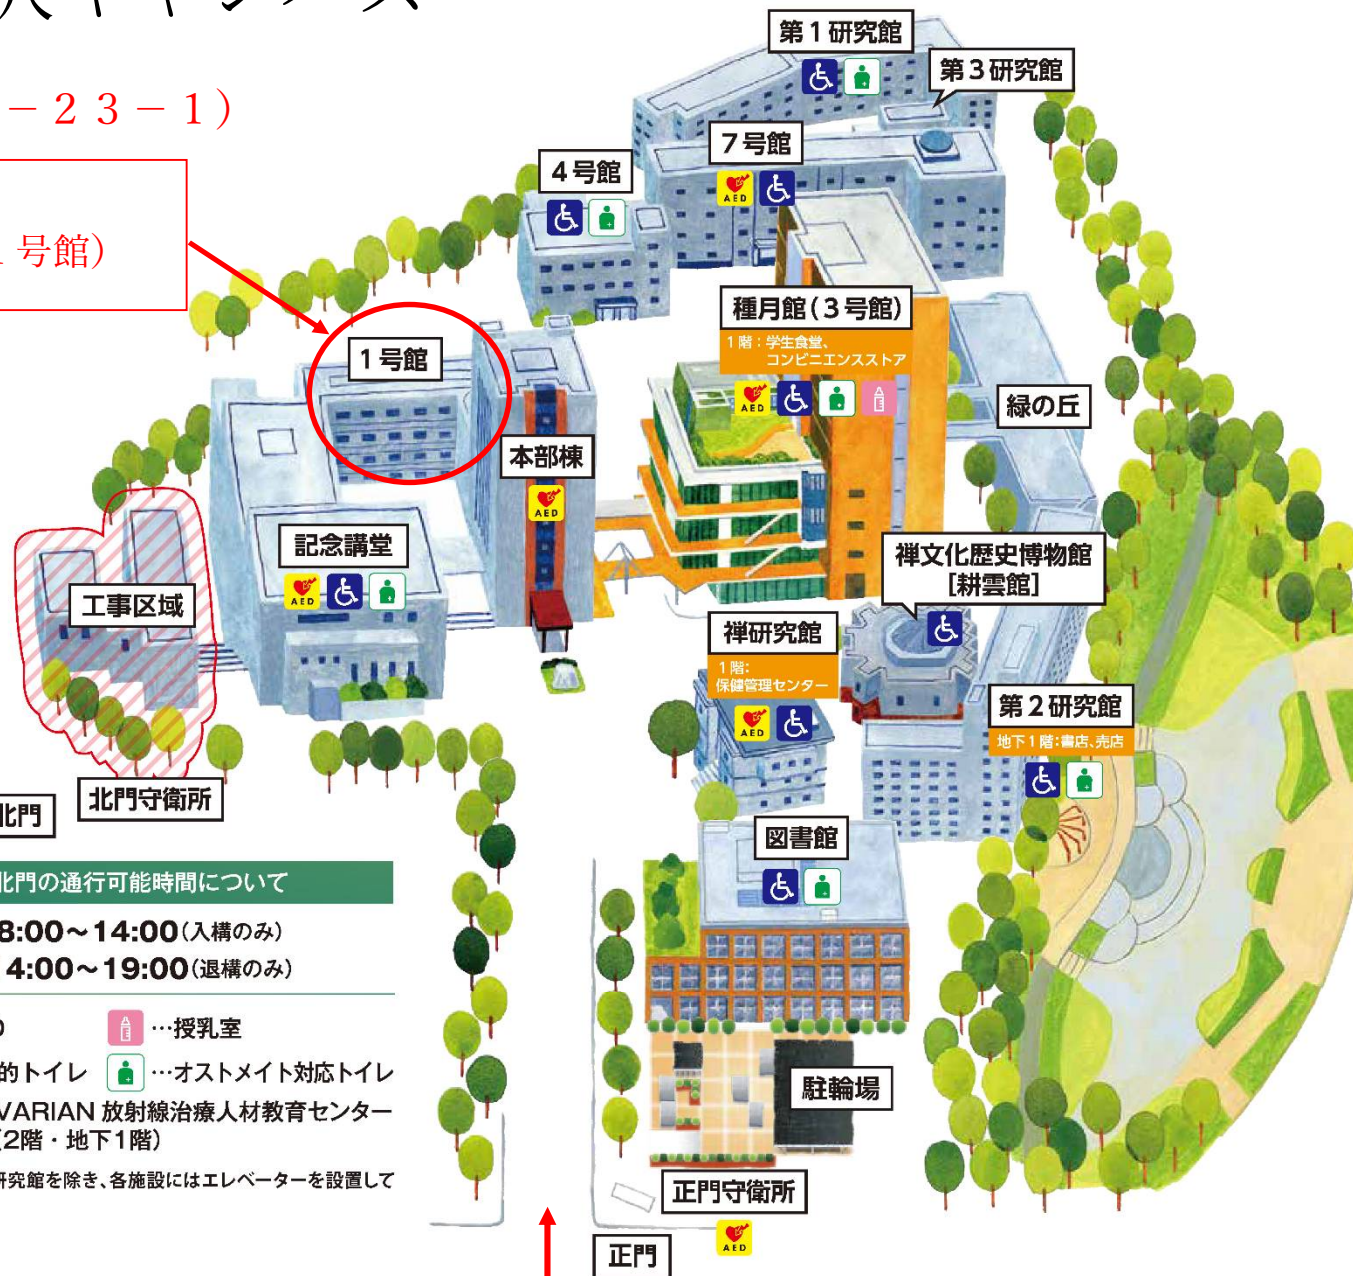 キャンパス
－２３－１）
号館）
第1研究館
第3研究館
7号館
AED
4号館
種月館(3号館)
1階：学生食堂、
コンビニエンスストア
AED
1号館
緑の丘
本部棟
AED
記念講堂
AED
禅文化歴史博物館
[耕雲館]
工事区域
禅研究館
1階：
保健管理センター
AED
第2研究館
地下1階：書店、売店
北門守衛所
北門
図書館
北門の通行可能時間について
8:00～14:00(入構のみ)
4:00～19:00(退構のみ)
…授乳室
的トイレ
…オストメイト対応トイレ
VARIAN 放射線治療人材教育センター
(2階・地下1階)
研究館を除き、各施設にはエレベーターを設置して
駐輪場
正門守衛所
AED
正門